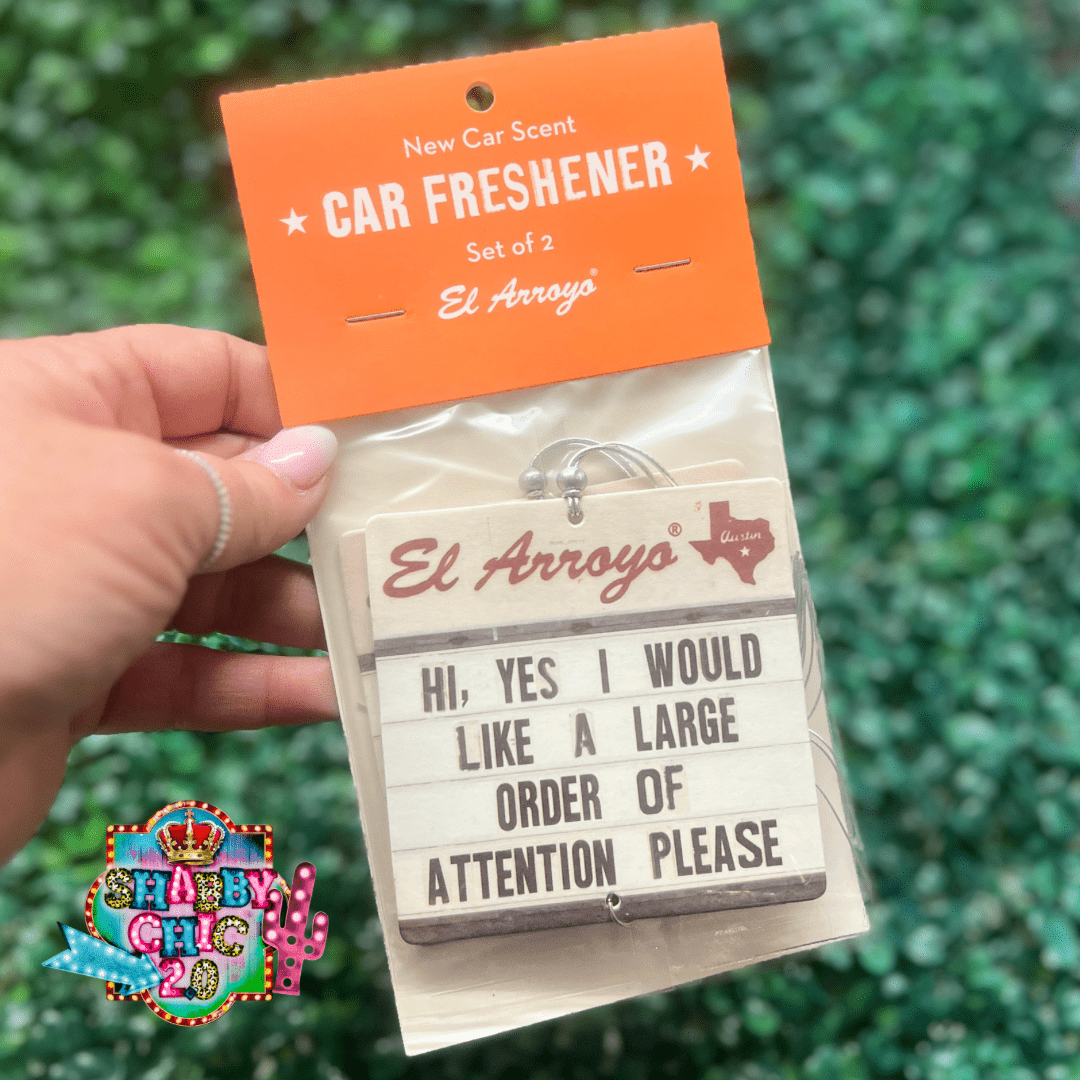 New Car Scent
CAR FRESHENER
Set of 2
El Arroyo®
El Arroyo®
Austin
HI, YES I WOULD
LIKE A LARGE
ORDER OF
ATTENTION PLEASE
SHABBY
CHIC
2.0